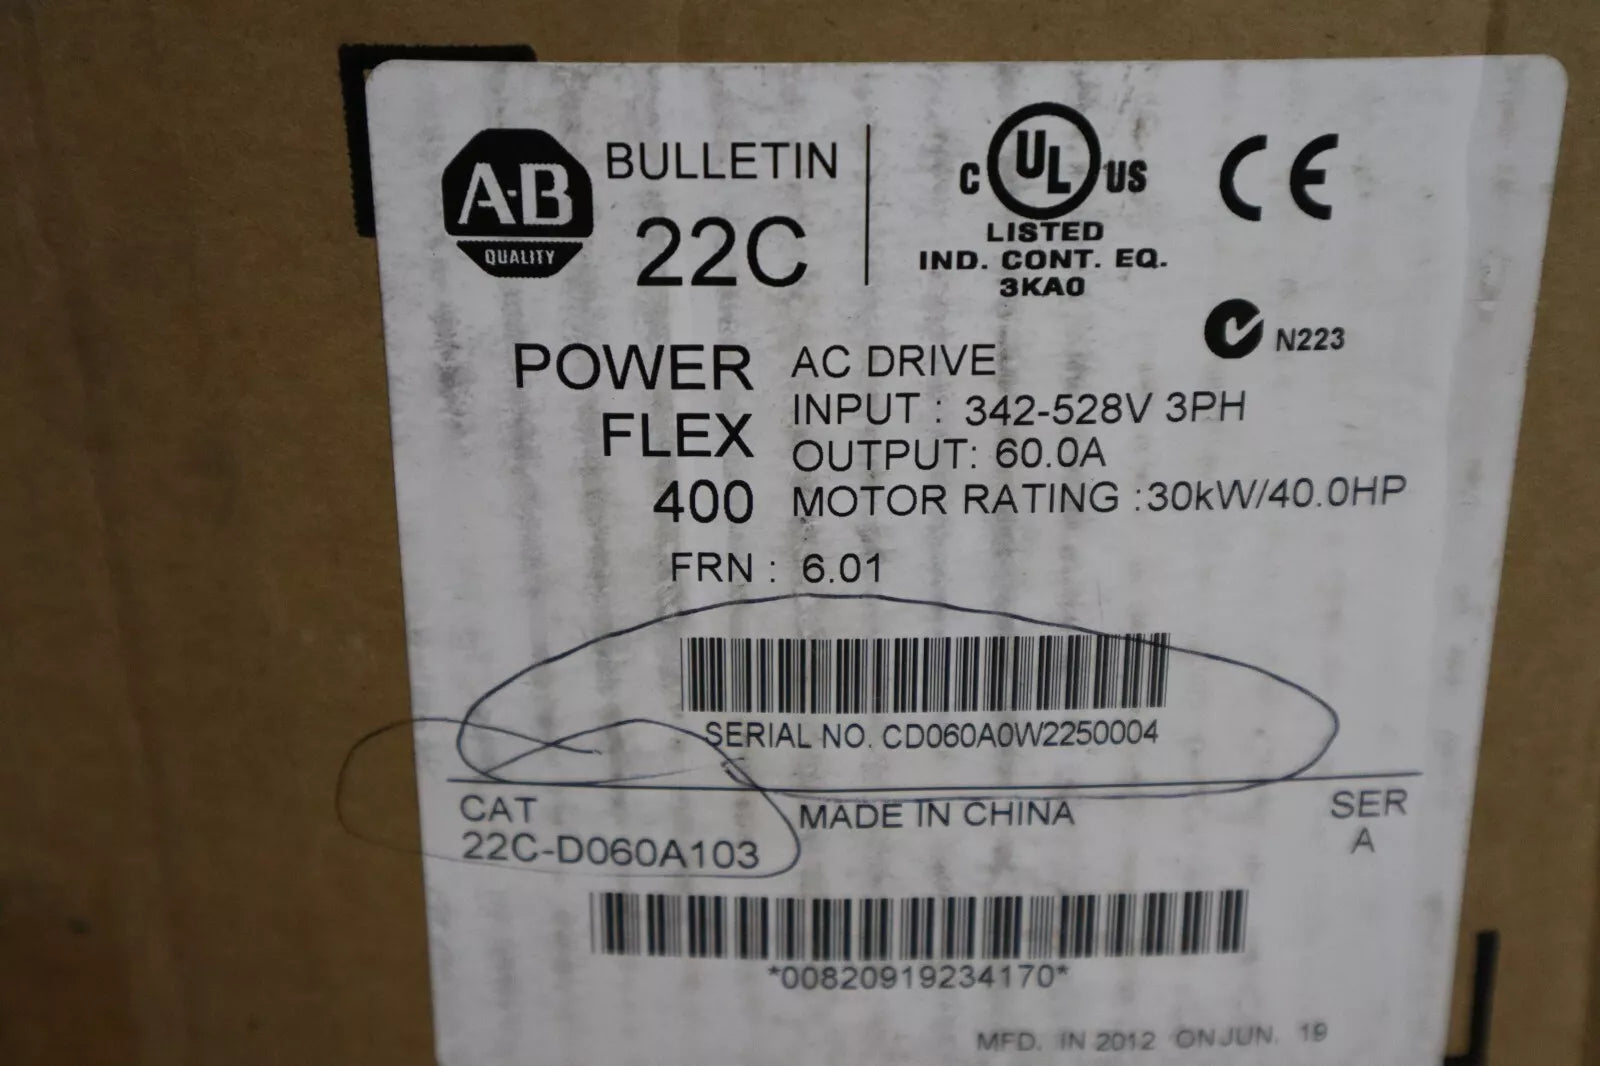 A-B
QUALITY
BULLETIN
22C
C UL US
LISTED
IND. CONT. EQ.
3KA0
CE
N223
POWER
FLEX
400
AC DRIVE
INPUT : 342-528V 3PH
OUTPUT: 60.0A
MOTOR RATING :30kW/40.0HP
FRN : 6.01
SERIAL NO. CD060A0W2250004
CAT
22C-D060A103
MADE IN CHINA
SER
A
*00820919234170*
MFD. IN 2012 ON JUN. 19